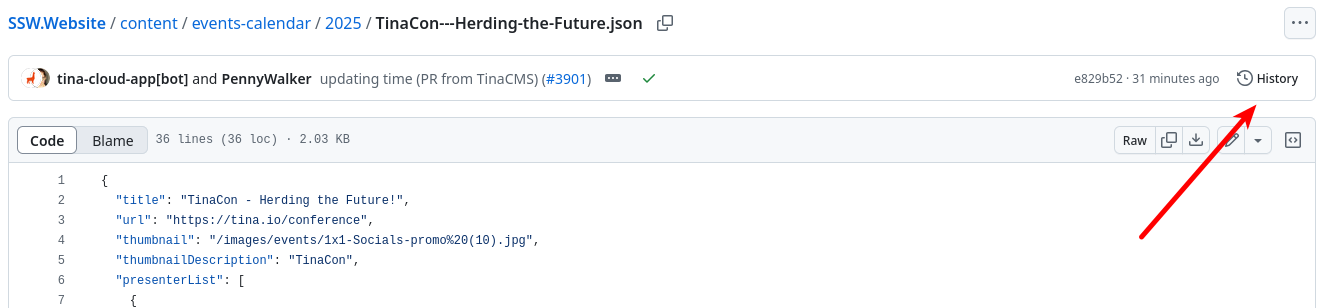 SSW.Website / content / events-calendar / 2025 / TinaCon---Herding-the-Future.json
tina-cloud-app[bot] and PennyWalker updating time (PR from TinaCMS) (#3901) e829b52 · 31 minutes ago History
Code Blame 36 lines (36 loc) · 2.03 KB Raw
1 {
2 "title": "TinaCon - Herding the Future!",
3 "url": "https://tina.io/conference",
4 "thumbnail": "/images/events/1x1-Socials-promo%20(10).jpg",
5 "thumbnailDescription": "TinaCon",
6 "presenterList": [
7 {